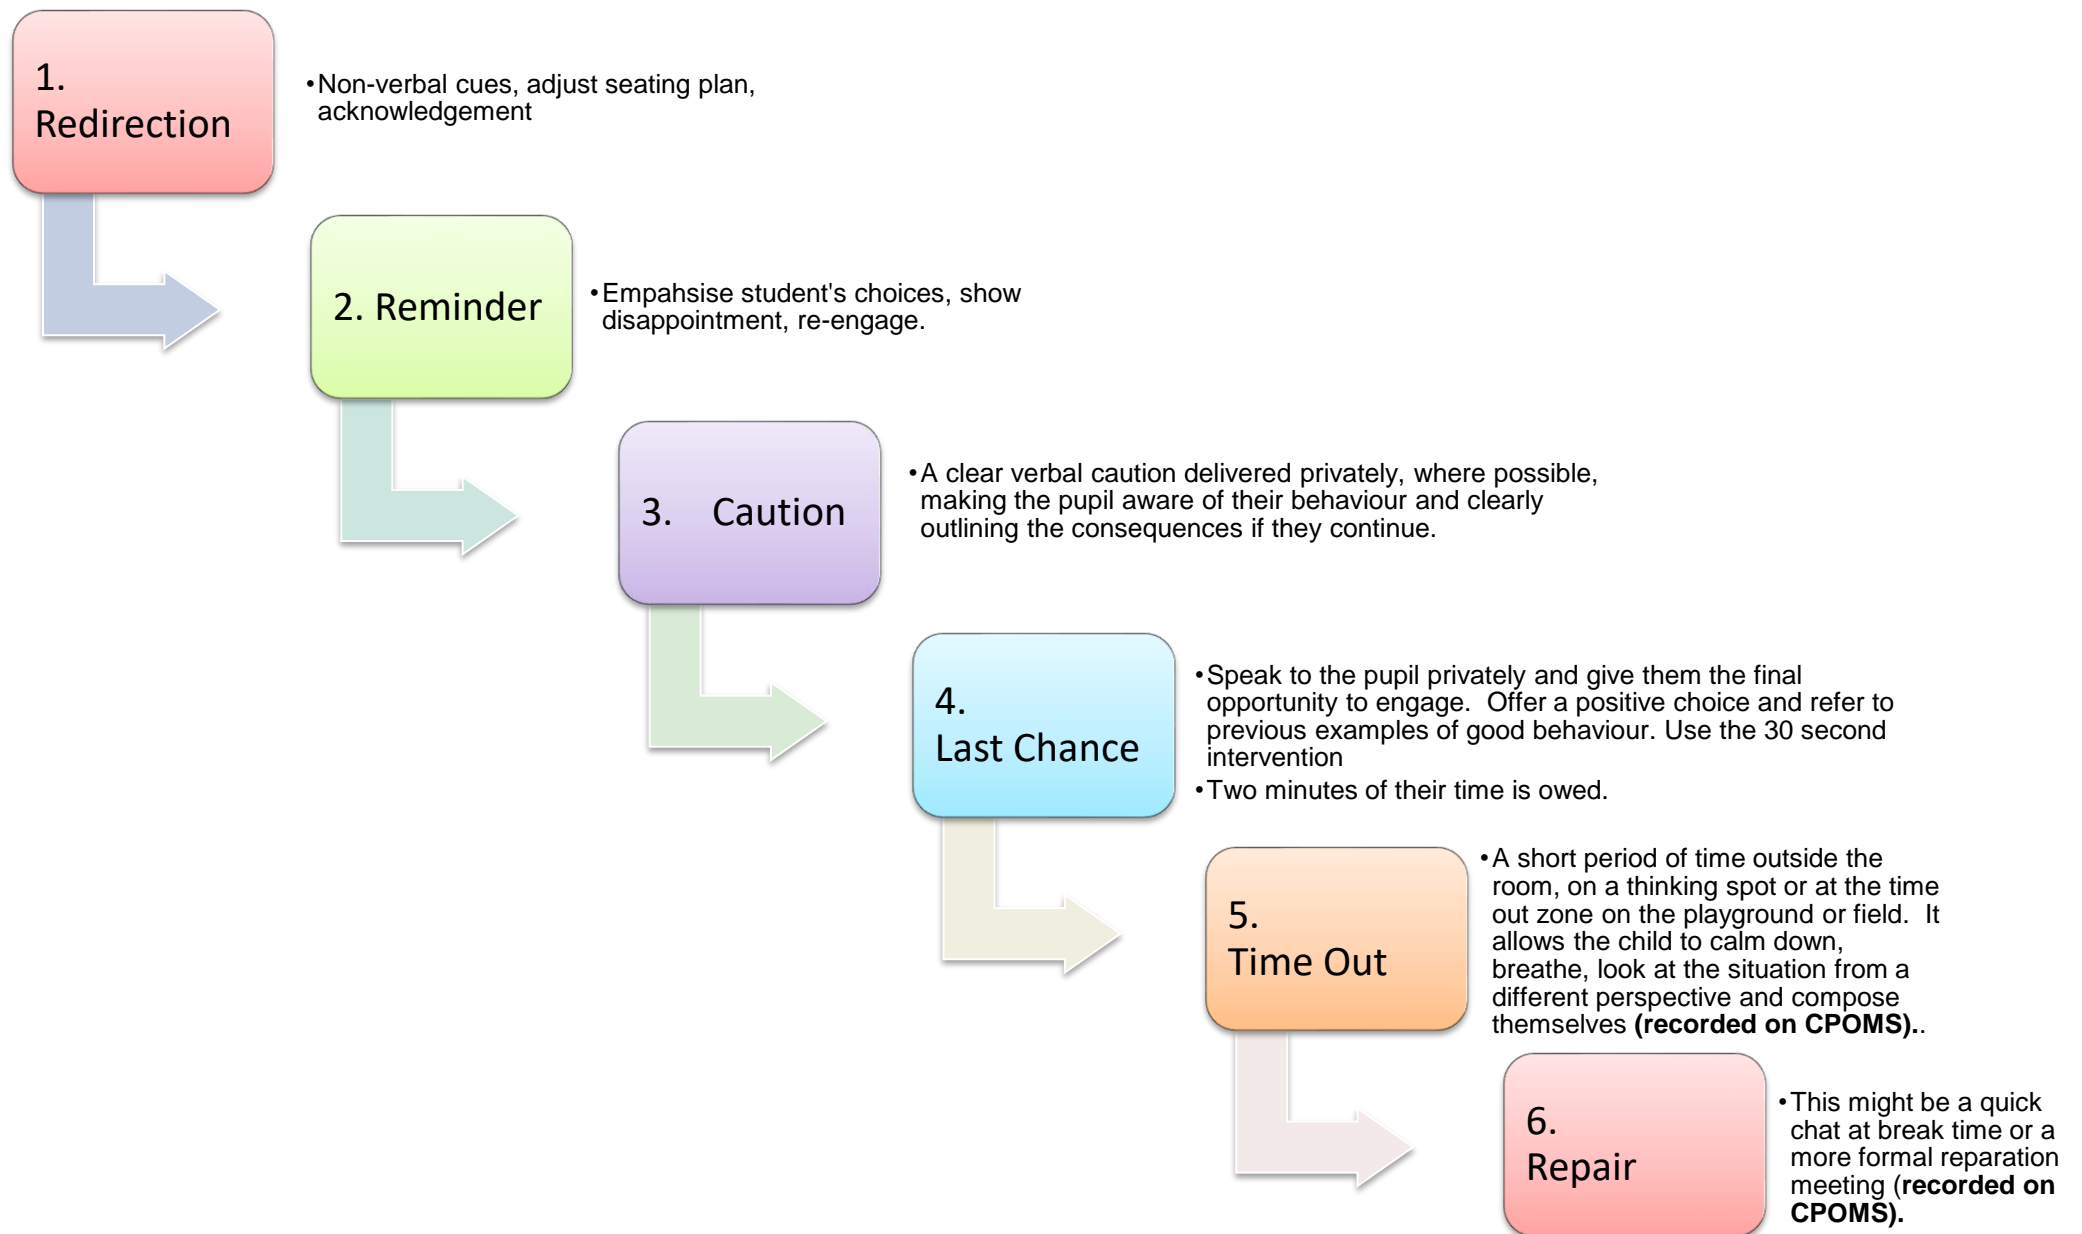 1.
Redirection
•Non-verbal cues, adjust seating plan,
acknowledgement
2. Reminder
•Empahsise student's choices, show
disappointment, re-engage.
3. Caution
•A clear verbal caution delivered privately, where possible,
making the pupil aware of their behaviour and clearly
outlining the consequences if they continue.
4.
Last Chance
•Speak to the pupil privately and give them the final
opportunity to engage. Offer a positive choice and refer to
previous examples of good behaviour. Use the 30 second
intervention
•Two minutes of their time is owed.
5.
Time Out
•A short period of time outside the
room, on a thinking spot or at the time
out zone on the playground or field. It
allows the child to calm down,
breathe, look at the situation from a
different perspective and compose
themselves (recorded on CPOMS)..
6.
Repair
•This might be a quick
chat at break time or a
more formal reparation
meeting (recorded on
CPOMS).